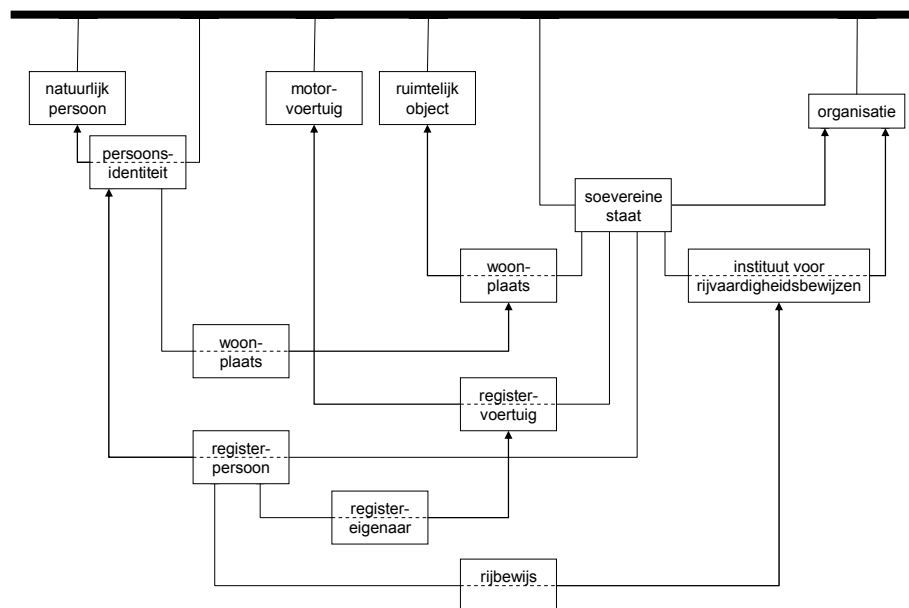 natuurlijk
persoon
motor-
voertuig
ruimtelijk
object
organisatie
persoons-
identiteit
soevereine
staat
woon-
plaats
instituut voor
rijvaardigheidsbewijzen
woon-
plaats
register-
voertuig
register-
persoon
register-
eigenaar
rijbewijs